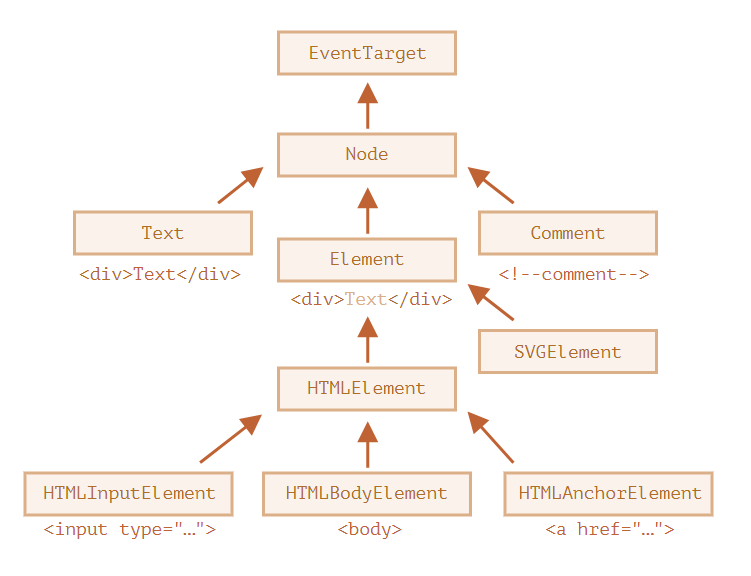 EventTarget
Node
Text
<div>Text</div>
Element
<div>Text</div>
Comment
<!--comment-->
SVGElement
HTMLElement
HTMLInputElement
<input type="…">
HTMLBodyElement
<body>
HTMLAnchorElement
<a href="…">